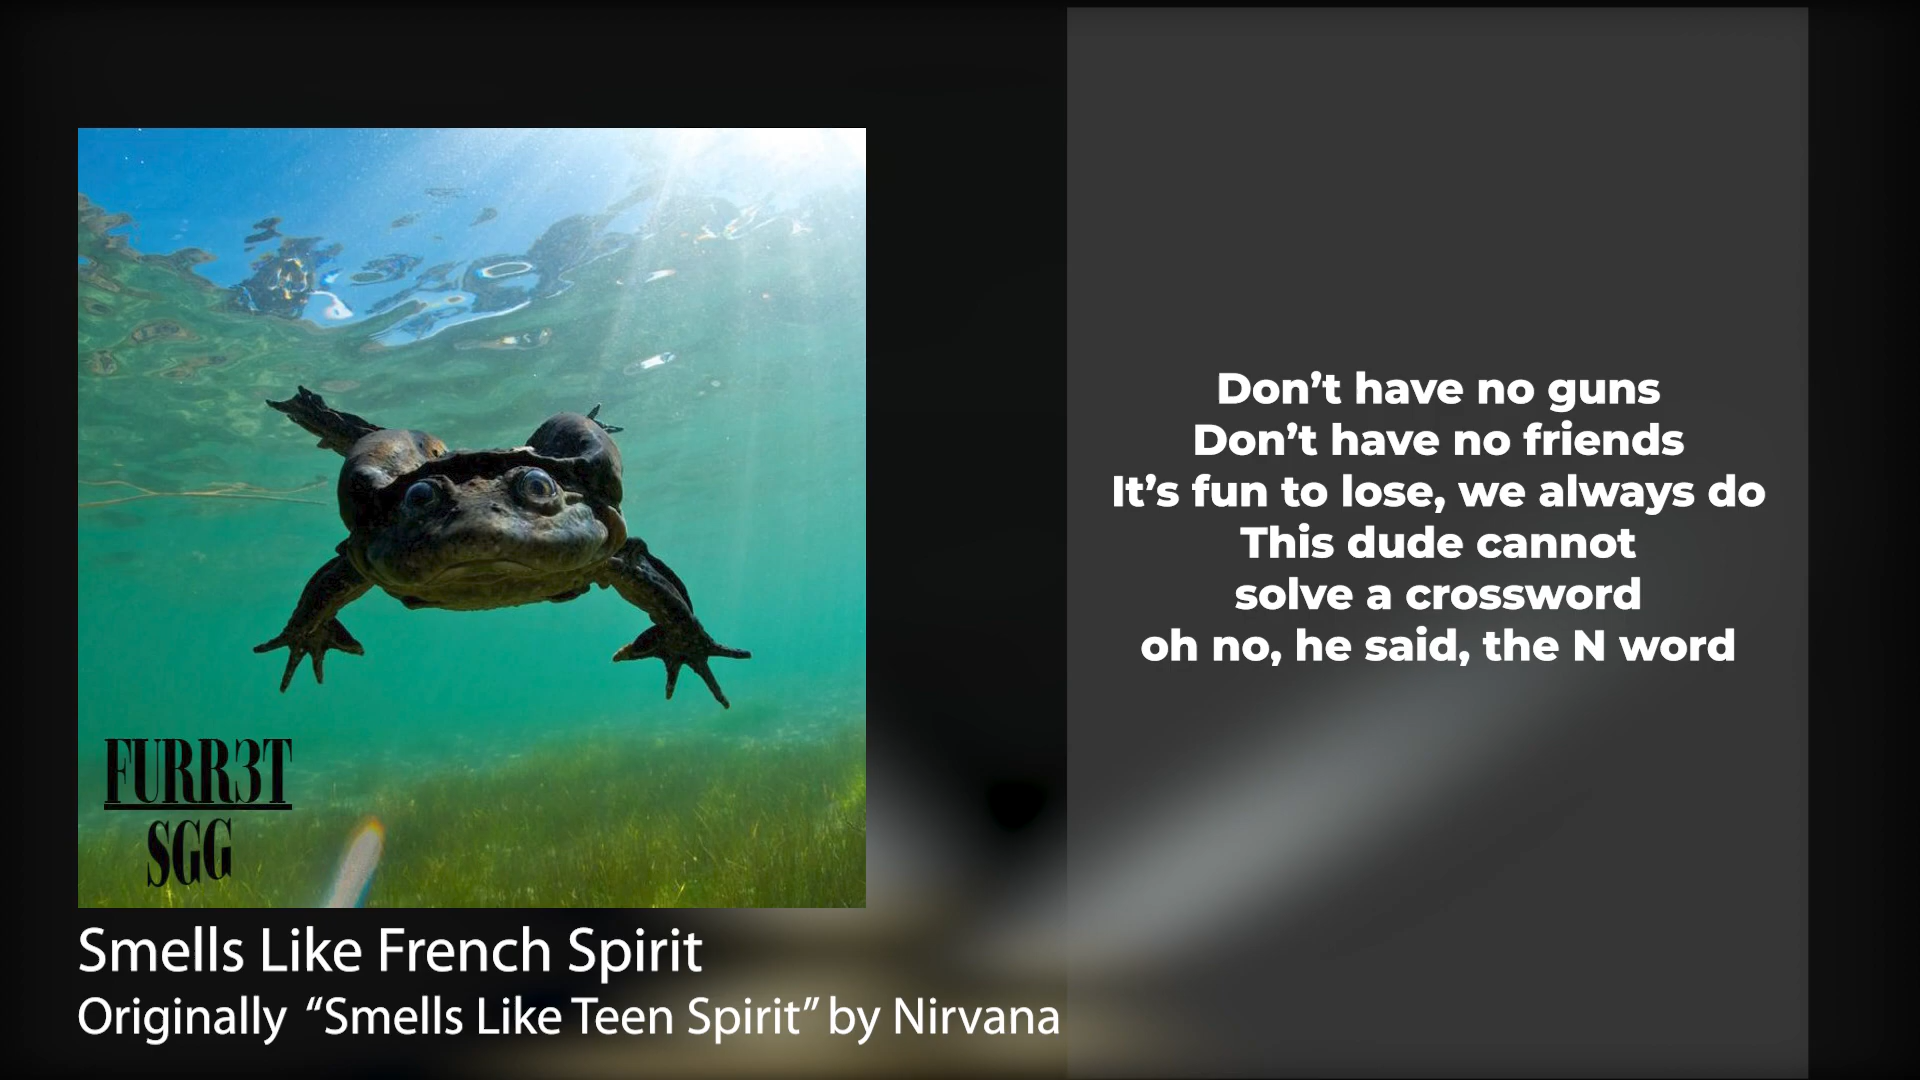 FURR3T
SGG
Smells Like French Spirit
Originally “Smells Like Teen Spirit” by Nirvana
Don’t have no guns
Don’t have no friends
It’s fun to lose, we always do
This dude cannot
solve a crossword
oh no, he said, the N word